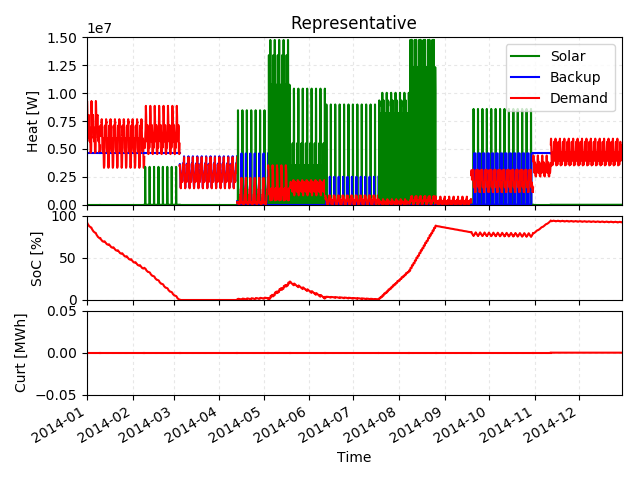 Representative
1e7
1.50
1.25
1.00
0.75
0.50
0.25
0.00
Heat [W]
Solar
Backup
Demand
100
50
0
SoC [%]
0.05
0.00
−0.05
Curt [MWh]
2014-01
2014-02
2014-03
2014-04
2014-05
2014-06
2014-07
2014-08
2014-09
2014-10
2014-11
2014-12
Time